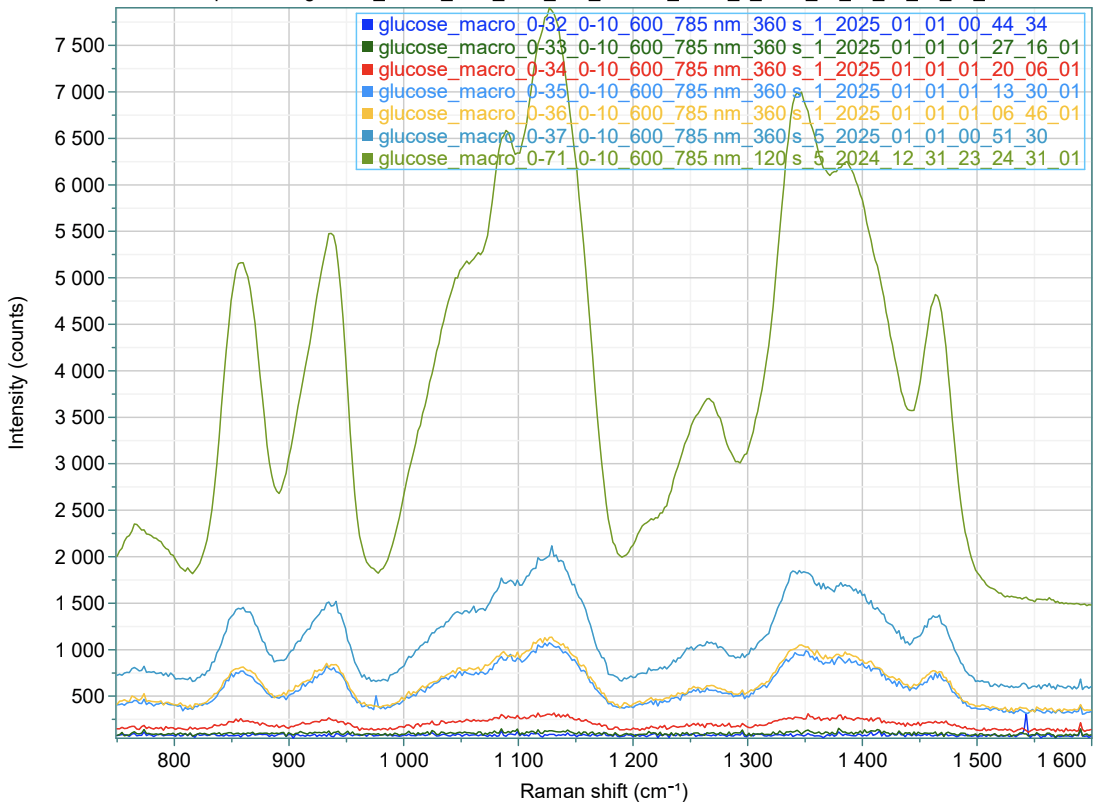 glucose_macro_0-32_0-10_600_785 nm_360 s_1_2025_01_01_00_44_34
glucose_macro_0-33_0-10_600_785 nm_360 s_1_2025_01_01_01_27_16_01
glucose_macro_0-34_0-10_600_785 nm_360 s_1_2025_01_01_01_20_06_01
glucose_macro_0-35_0-10_600_785 nm_360 s_1_2025_01_01_01_13_30_01
glucose_macro_0-36_0-10_600_785 nm_360 s_1_2025_01_01_01_06_46_01
glucose_macro_0-37_0-10_600_785 nm_360 s_5_2025_01_01_00_51_30
glucose_macro_0-71_0-10_600_785 nm_120 s_5_2024_12_31_23_24_31_01
7 500
7 000
6 500
6 000
5 500
5 000
4 500
4 000
3 500
3 000
2 500
2 000
1 500
1 000
500
Intensity (counts)
800 900 1 000 1 100 1 200 1 300 1 400 1 500 1 600
Raman shift (cm⁻¹)